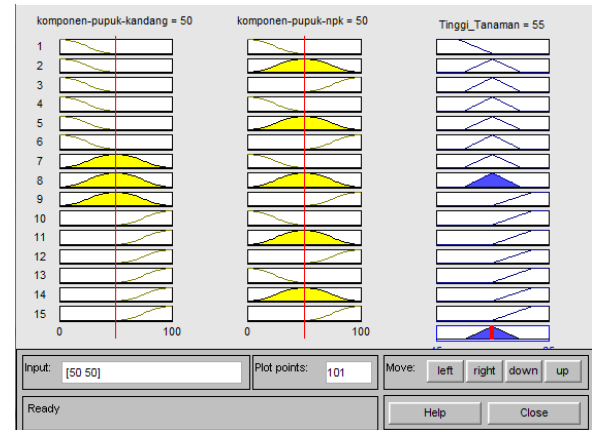 komponen-pupuk-kandang = 50
komponen-pupuk-npk = 50
Tinggi_Tanaman = 55
1
2
3
4
5
6
7
8
9
10
11
12
13
14
15
0 100
0 100
Input: [50 50]
Plot points: 101
Move: left right down up
Ready
Help
Close